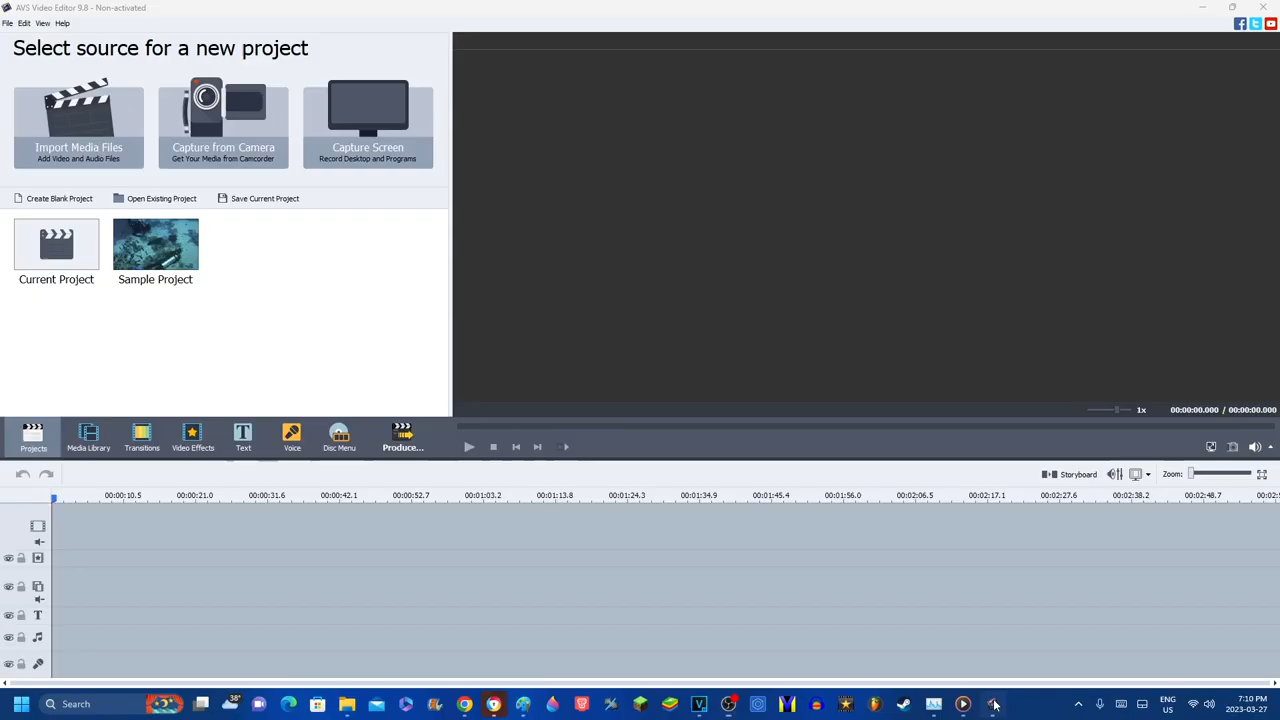 AVS Video Editor 9.8 - Non-activated
File Edit View Help
Select source for a new project
Import Media Files
Add Video and Audio Files
Capture from Camera
Get Your Media from Camcorder
Capture Screen
Record Desktop and Programs
Create Blank Project
Open Existing Project
Save Current Project
Current Project
Sample Project
1x
00:00:00.000 / 00:00:00.000
Projects
Media Library
Transitions
Video Effects
Text
Voice
Disc Menu
Produce...
Storyboard
Zoom:
00:00:10.5 00:00:21.0 00:00:31.6 00:00:42.1 00:00:52.7 00:01:03.2 00:01:13.8 00:01:24.3 00:01:34.9 00:01:45.4 00:01:56.0 00:02:06.5 00:02:17.1 00:02:27.6 00:02:38.2 00:02:48.7
T
Search
38°
ENG
US
7:10 PM
2023-03-27